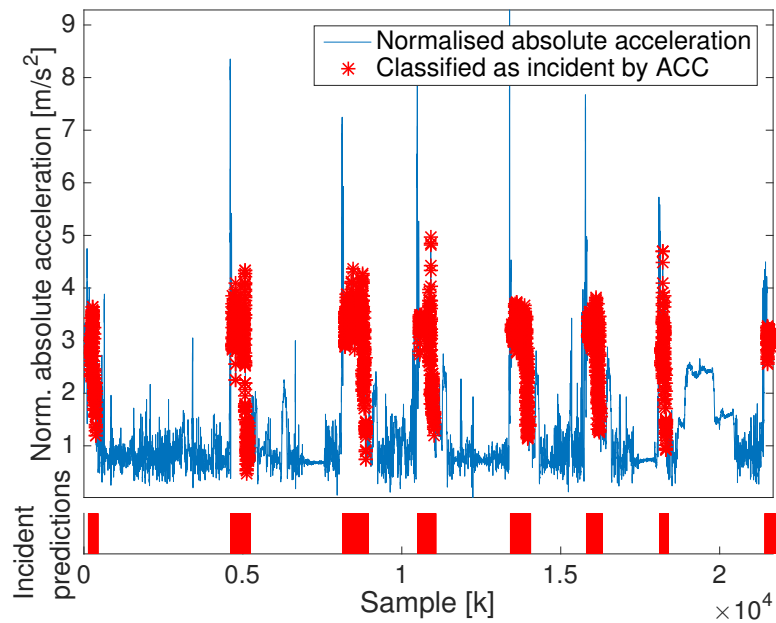 9
8
7
6
5
4
3
2
1
Norm. absolute acceleration [m/s²]
Normalised absolute acceleration
Classified as incident by ACC
Incident
predictions
0 0.5 1 1.5 2
Sample [k]
×10⁴